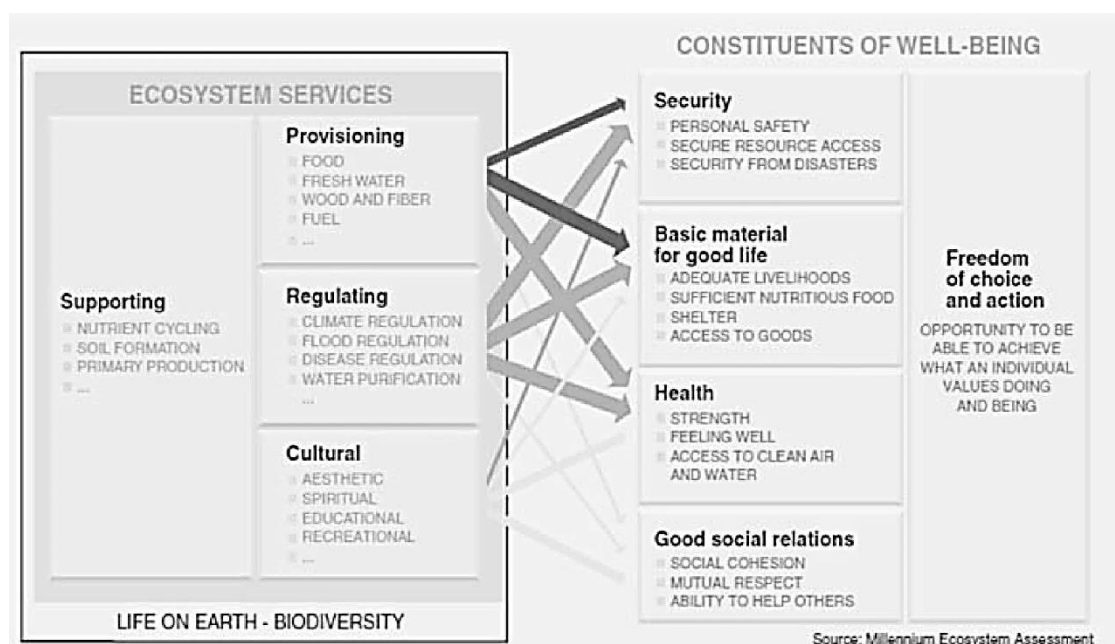 CONSTITUENTS OF WELL-BEING
ECOSYSTEM SERVICES
Supporting
NUTRIENT CYCLING
SOIL FORMATION
PRIMARY PRODUCTION
...
Provisioning
FOOD
FRESH WATER
WOOD AND FIBER
FUEL
...
Regulating
CLIMATE REGULATION
FLOOD REGULATION
DISEASE REGULATION
WATER PURIFICATION
...
Cultural
AESTHETIC
SPIRITUAL
EDUCATIONAL
RECREATIONAL
...
LIFE ON EARTH - BIODIVERSITY
Security
PERSONAL SAFETY
SECURE RESOURCE ACCESS
SECURITY FROM DISASTERS
Basic material
for good life
ADEQUATE LIVELIHOODS
SUFFICIENT NUTRITIOUS FOOD
SHELTER
ACCESS TO GOODS
Health
STRENGTH
FEELING WELL
ACCESS TO CLEAN AIR
AND WATER
Good social relations
SOCIAL COHESION
MUTUAL RESPECT
ABILITY TO HELP OTHERS
Freedom
of choice
and action
OPPORTUNITY TO BE
ABLE TO ACHIEVE
WHAT AN INDIVIDUAL
VALUES DOING
AND BEING
Source: Millennium Ecosystem Assessment